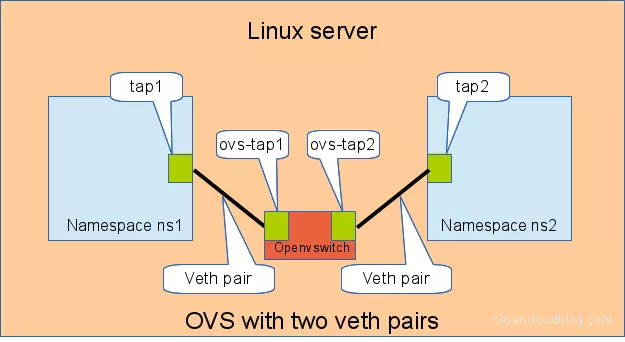 Linux server
tap1
tap2
ovs-tap1
ovs-tap2
Namespace ns1
Namespace ns2
Openvswitch
Veth pair
Veth pair
OVS with two veth pairs
Opencloudblog.com